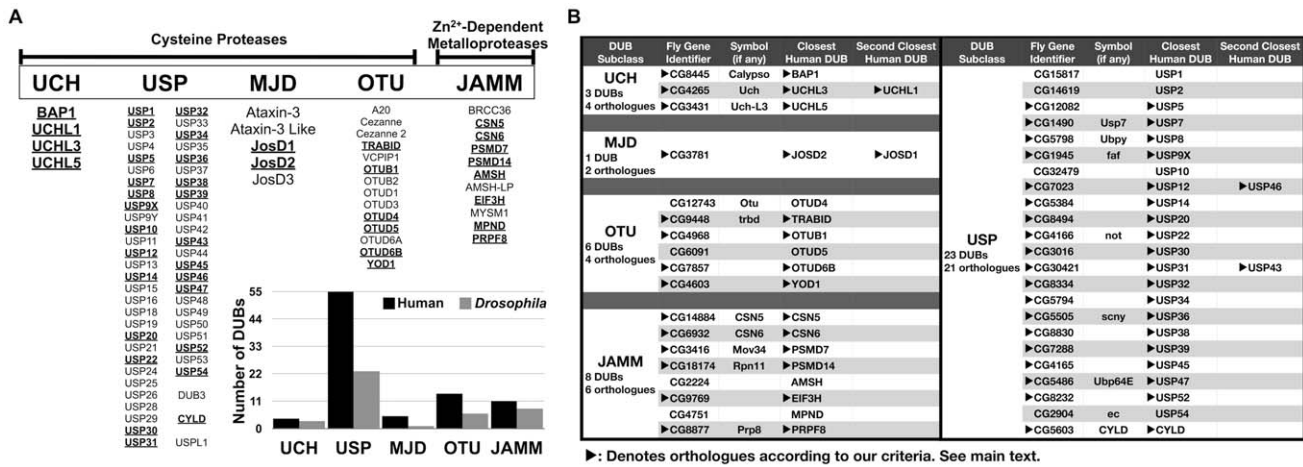 A
Cysteine Proteases
Zn²⁺-Dependent
Metalloproteases
UCH USP MJD OTU JAMM
BAP1
UCHL1
UCHL3
UCHL5
USP1 USP32
USP2 USP33
USP3 USP34
USP4 USP35
USP5 USP36
USP6 USP37
USP7 USP38
USP8 USP39
USP9X USP40
USP9Y USP41
USP10 USP42
USP11 USP43
USP12 USP44
USP13 USP45
USP14 USP46
USP15 USP47
USP16 USP48
USP18 USP49
USP19 USP50
USP20 USP51
USP21 USP52
USP22 USP53
USP24 USP54
USP25
USP26 DUB3
USP28
USP29 CYLD
USP30
USP31 USPL1
Ataxin-3
Ataxin-3 Like
JosD1
JosD2
JosD3
A20
Cezanne
Cezanne 2
TRABID
VCPIP1
OTUB1
OTUB2
OTUD1
OTUD3
OTUD4
OTUD5
OTUD6A
OTUD6B
YOD1
BRCC36
CSN5
CSN6
PSMD7
PSMD14
AMSH
AMSH-LP
EIF3H
MYSM1
MPND
PRPF8
Number of DUBs
55
44
33
22
11
0
Human Drosophila
UCH USP MJD OTU JAMM
B
DUB Fly Gene Symbol Closest Second Closest
Subclass Identifier (if any) Human DUB Human DUB
UCH
3 DUBs
4 orthologues
▶CG8445 Calypso ▶BAP1
▶CG4265 Uch ▶UCHL3 ▶UCHL1
▶CG3431 Uch-L3 ▶UCHL5
MJD
1 DUB
2 orthologues
▶CG3781 ▶JOSD2 ▶JOSD1
OTU
6 DUBs
4 orthologues
CG12743 Otu OTUD4
▶CG9448 trbd ▶TRABID
▶CG4968 ▶OTUB1
CG6091 OTUD5
▶CG7857 ▶OTUD6B
▶CG4603 ▶YOD1
JAMM
8 DUBs
6 orthologues
▶CG14884 CSN5 ▶CSN5
▶CG6932 CSN6 ▶CSN6
▶CG3416 Mov34 ▶PSMD7
▶CG18174 Rpn11 ▶PSMD14
CG2224 AMSH
▶CG9769 ▶EIF3H
CG4751 MPND
▶CG8877 Prp8 ▶PRPF8
DUB Fly Gene Symbol Closest Second Closest
Subclass Identifier (if any) Human DUB Human DUB
USP
23 DUBs
21 orthologues
CG15817 USP1
CG14619 USP2
▶CG12082 ▶USP5
▶CG1490 Usp7 ▶USP7
▶CG5798 Ubpy ▶USP8
▶CG1945 faf ▶USP9X
CG32479 USP10
▶CG7023 ▶USP12 ▶USP46
▶CG5384 ▶USP14
▶CG8494 ▶USP20
▶CG4166 not ▶USP22
▶CG3016 ▶USP30
▶CG30421 ▶USP31 ▶USP43
▶CG8334 ▶USP32
▶CG5794 ▶USP34
▶CG5505 scny ▶USP36
▶CG8830 ▶USP38
▶CG7288 ▶USP39
▶CG4165 ▶USP45
▶CG5486 Ubp64E ▶USP47
▶CG8232 ▶USP52
CG2904 ec USP54
▶CG5603 CYLD ▶CYLD
▶: Denotes orthologues according to our criteria. See main text.